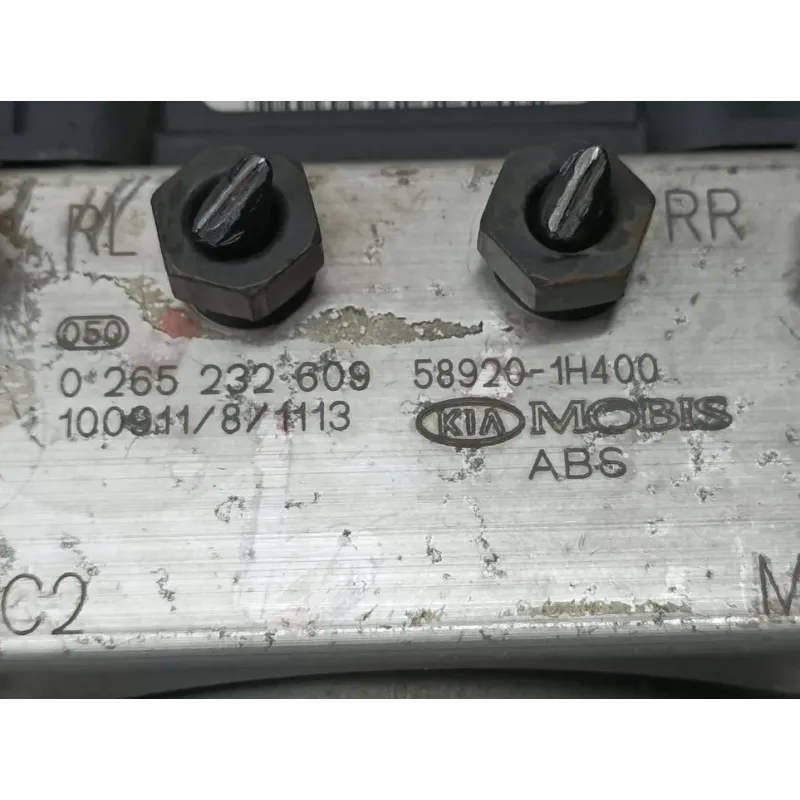 RL RR
050
0 265 232 609 58920-1H400
100911/8/1113 KIA MOBIS
ABS
C2 M